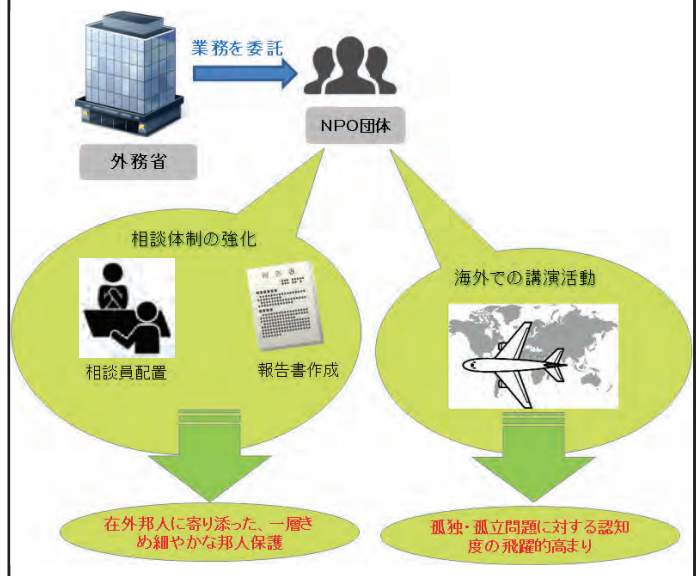 業務を委託
NPO団体
外務省
相談体制の強化
報告書
相談員配置
報告書作成
海外での講演活動
在外邦人に寄り添った、一層き
め細やかな邦人保護
孤独・孤立問題に対する認知
度の飛躍的高まり